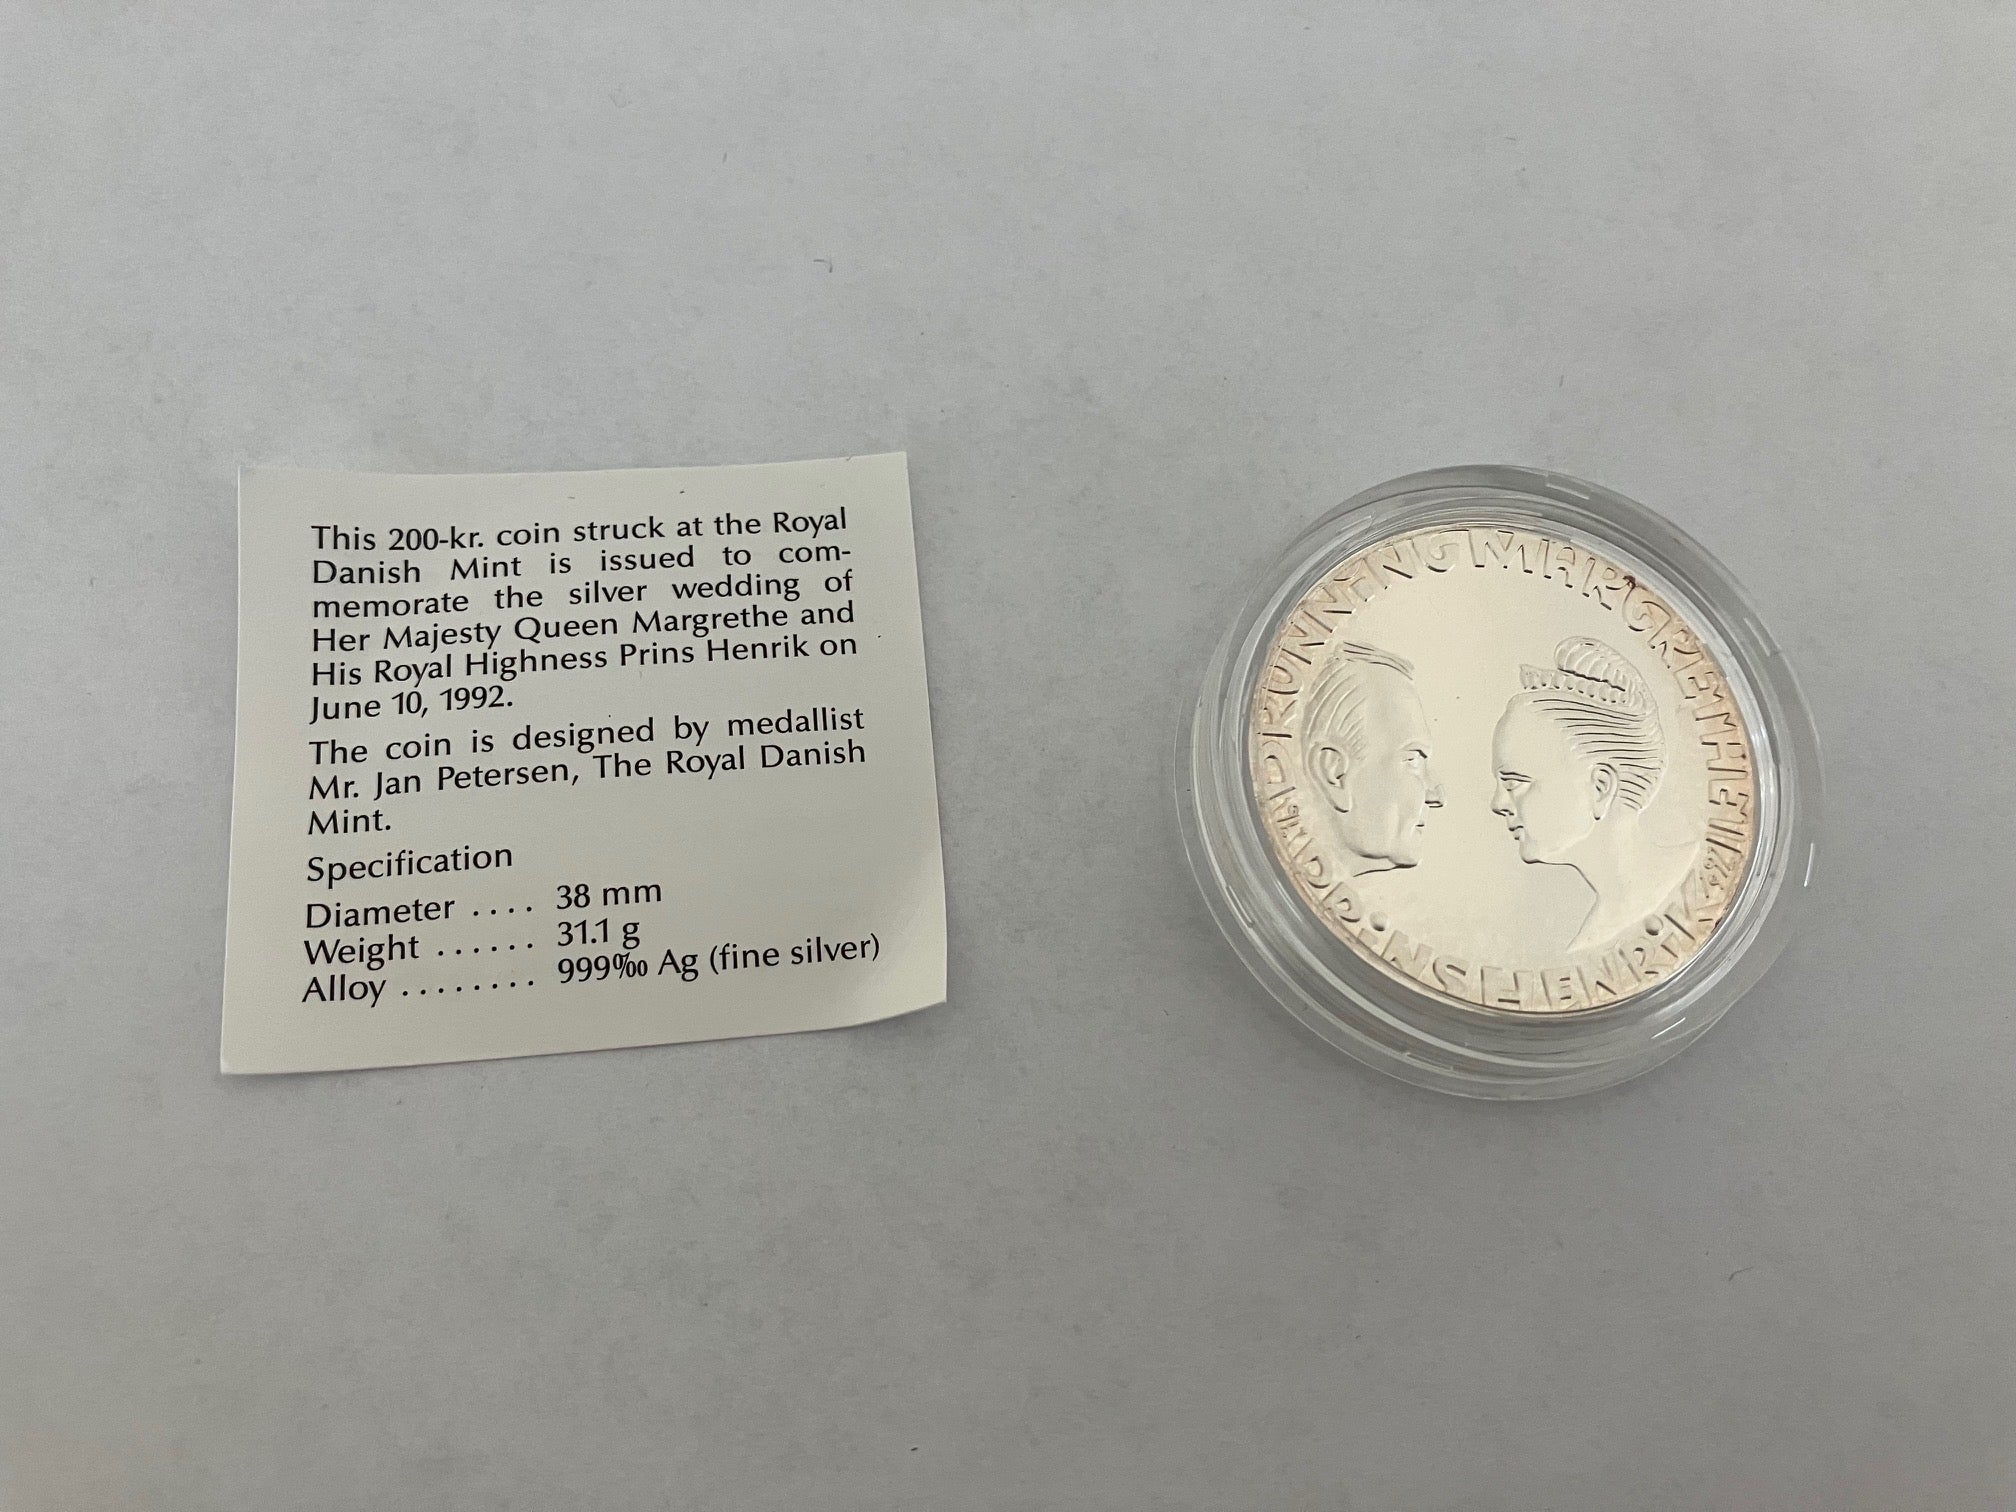 This 200-kr. coin struck at the Royal
Danish Mint is issued to com-
memorate the silver wedding of
Her Majesty Queen Margrethe and
His Royal Highness Prins Henrik on
June 10, 1992.
The coin is designed by medallist
Mr. Jan Petersen, The Royal Danish
Mint.
Specification
Diameter .... 38 mm
Weight ...... 31.1 g
Alloy ........ 999‰ Ag (fine silver)
DRONNING MARGRETHE II
PRINS HENRIK